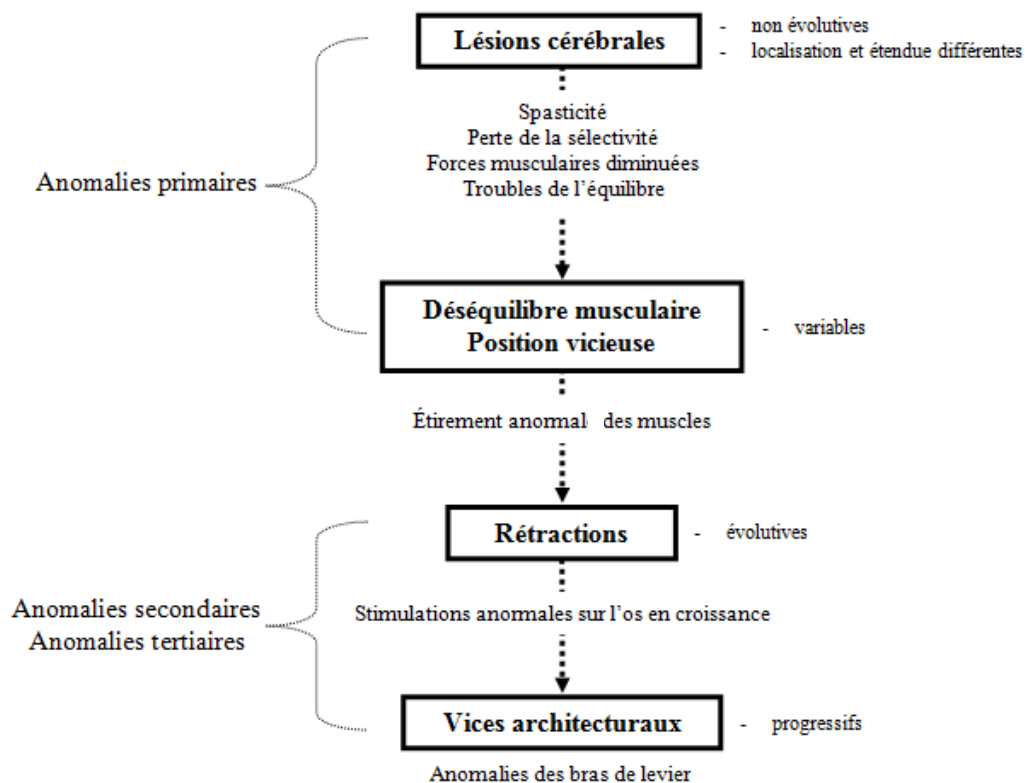 Lésions cérébrales
- non évolutives
- localisation et étendue différentes
Spasticité
Perte de la sélectivité
Forces musculaires diminuées
Troubles de l'équilibre
Anomalies primaires
Déséquilibre musculaire
Position vicieuse
- variables
Étirement anormal des muscles
Rétractions
- évolutives
Anomalies secondaires
Anomalies tertiaires
Stimulations anormales sur l'os en croissance
Vices architecturaux
- progressifs
Anomalies des bras de levier